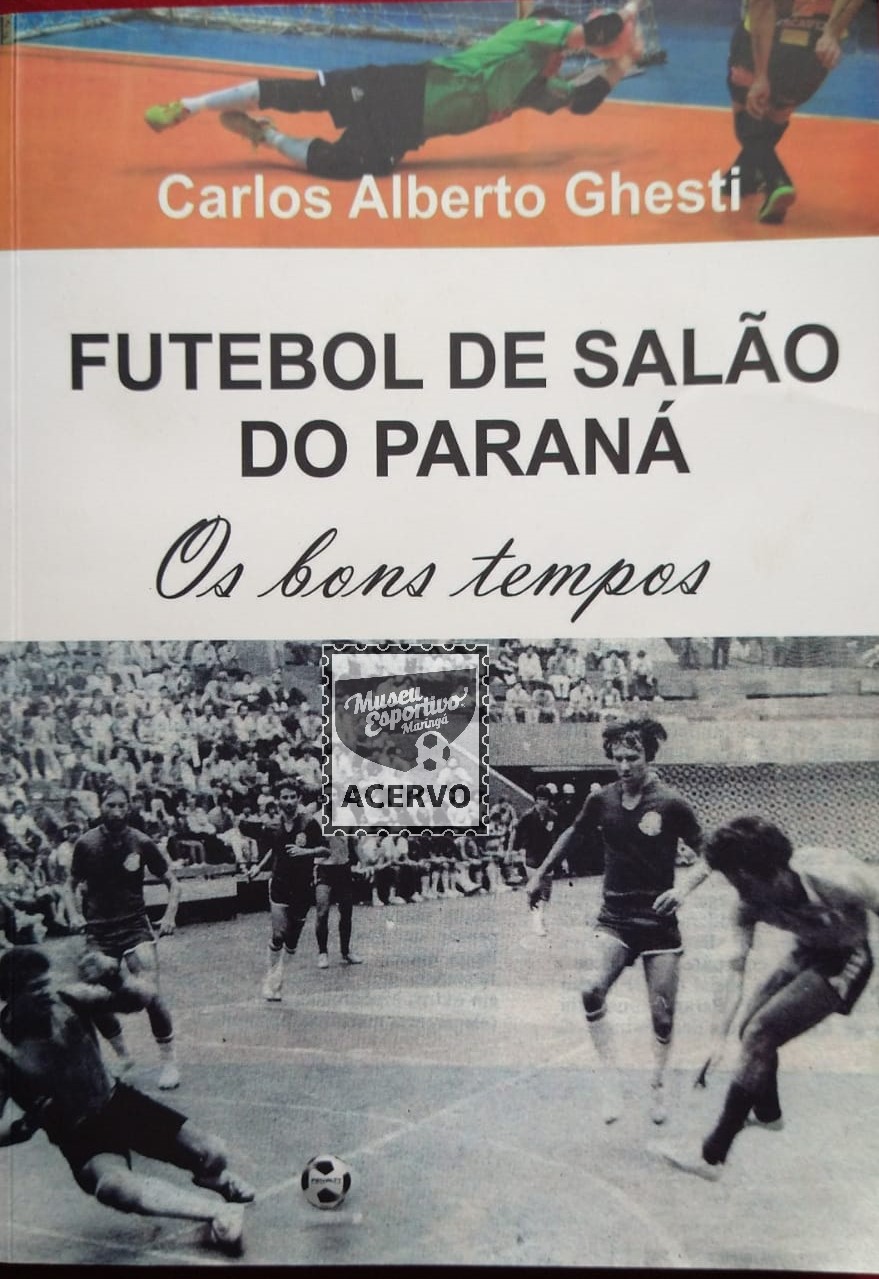 Carlos Alberto Ghesti
FUTEBOL DE SALÃO
DO PARANÁ
Os bons tempos
Museu
Esportivo
Maringá
ACERVO